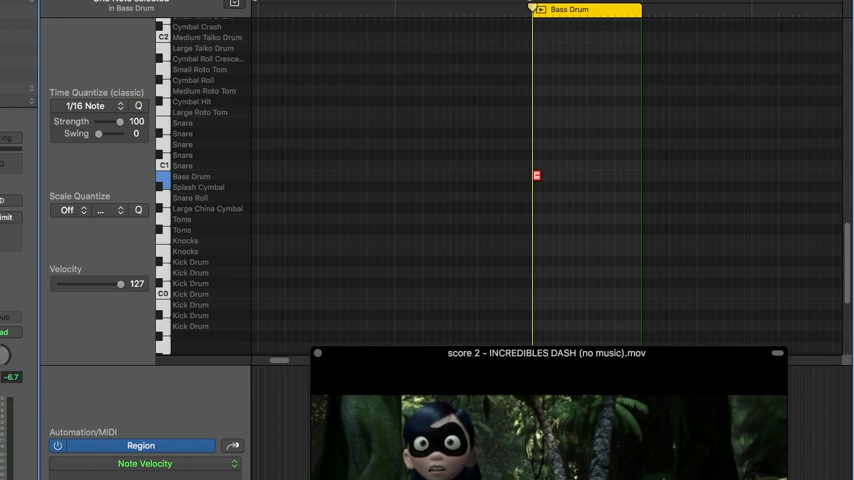 in Bass Drum
Bass Drum
Cymbal Crash
C2 Medium Taiko Drum
Large Taiko Drum
Cymbal Roll Cresce...
Small Roto Tom
Cymbal Roll
Time Quantize (classic)
Medium Roto Tom
1/16 Note Q
Cymbal Hit
Large Roto Tom
Strength 100
Snare
Swing 0
Snare
Snare
Snare
C1 Snare
Bass Drum
Splash Cymbal
Scale Quantize
Snare Roll
Off ... Q
Large China Cymbal
Toms
Toms
Knocks
Knocks
Velocity
Kick Drum
Kick Drum
127
Kick Drum
C0 Kick Drum
Kick Drum
Kick Drum
Kick Drum
-6.7
score 2 - INCREDIBLES DASH (no music).mov
Automation/MIDI
Region
Note Velocity